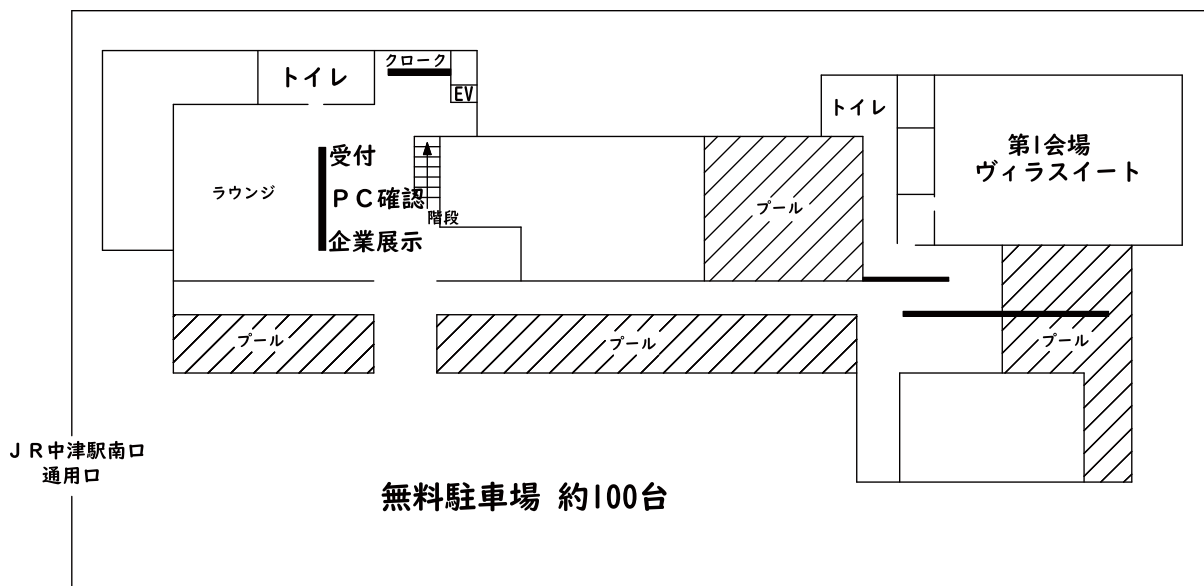 クローク
トイレ
EV
トイレ
受付
ラウンジ
PC確認
階段
企業展示
プール
第1会場
ヴィラスイート
プール
プール
プール
JR中津駅南口
通用口
無料駐車場 約100台